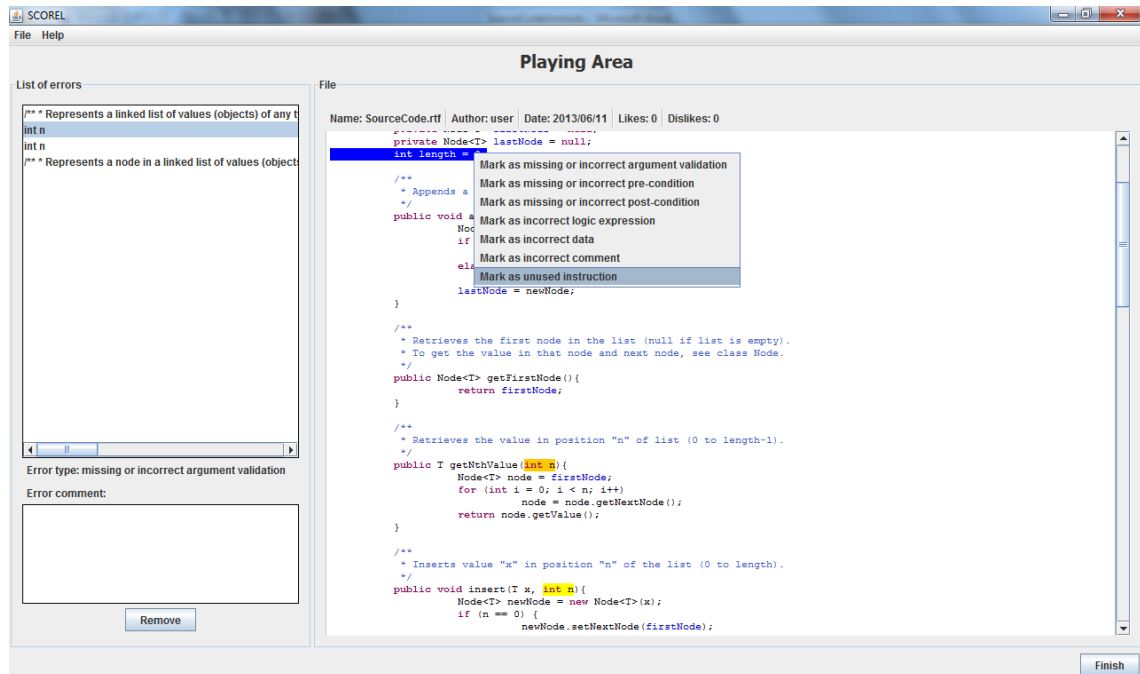 SCOREL
File Help
Playing Area
List of errors
/** * Represents a linked list of values (objects) of any t
int n
int n
/** * Represents a node in a linked list of values (object:
Error type: missing or incorrect argument validation
Error comment:
Remove
File
Name: SourceCode.rtf Author: user Date: 2013/06/11 Likes: 0 Dislikes: 0
private Node<T> lastNode = null;
int length =
/**
* Appends a
*/
public void a
Nod
if
els
lastNode = newNode;
}
Mark as missing or incorrect argument validation
Mark as missing or incorrect pre-condition
Mark as missing or incorrect post-condition
Mark as incorrect logic expression
Mark as incorrect data
Mark as incorrect comment
Mark as unused instruction
/**
* Retrieves the first node in the list (null if list is empty).
* To get the value in that node and next node, see class Node.
*/
public Node<T> getFirstNode(){
return firstNode;
}
/**
* Retrieves the value in position "n" of list (0 to length-1).
*/
public T getNthValue(int n){
Node<T> node = firstNode;
for (int i = 0; i < n; i++)
node = node.getNextNode();
return node.getValue();
}
/**
* Inserts value "x" in position "n" of the list (0 to length).
*/
public void insert(T x, int n){
Node<T> newNode = new Node<T>(x);
if (n == 0) {
newNode.setNextNode(firstNode);
Finish